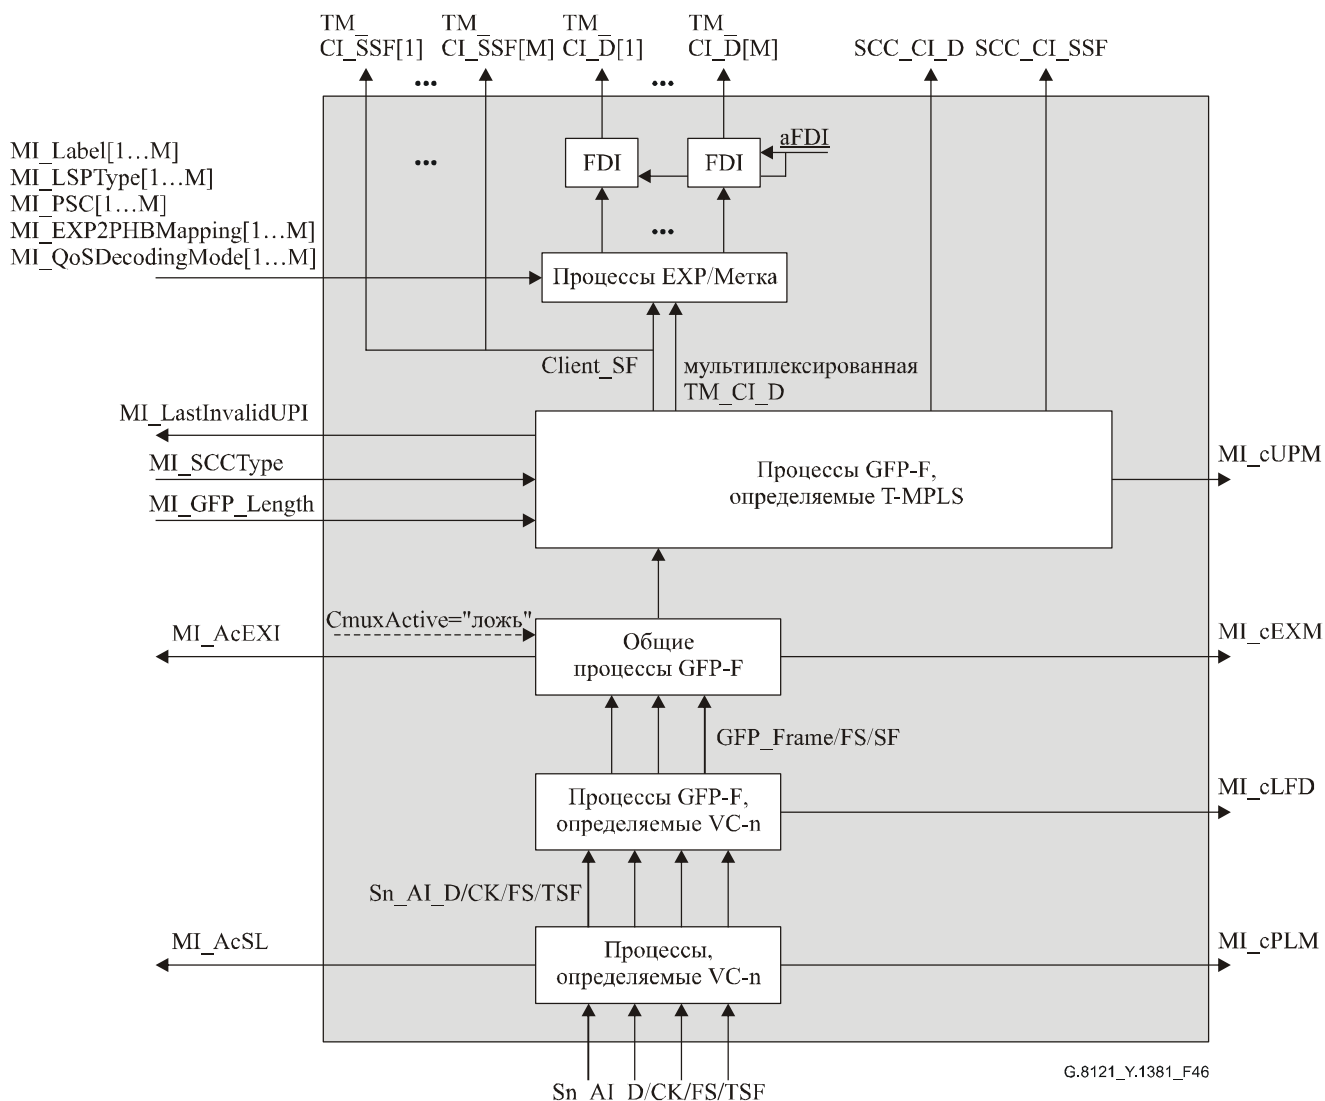 TM_ TM_ TM_ TM_
CI_SSF[1] CI_SSF[M] CI_D[1] CI_D[M] SCC_CI_D SCC_CI_SSF
... ...
MI_Label[1…M]
MI_LSPType[1…M]
MI_PSC[1…M]
MI_EXP2PHBMapping[1…M]
MI_QoSDecodingMode[1…M]
aFDI
... FDI FDI
...
Процессы EXP/Метка
Client_SF
мультиплексированная
TM_CI_D
MI_LastInvalidUPI
MI_SCCType
MI_GFP_Length
Процессы GFP-F,
определяемые T-MPLS
MI_cUPM
CmuxActive="ложь"
MI_AcEXI
Общие
процессы GFP-F
MI_cEXM
GFP_Frame/FS/SF
Процессы GFP-F,
определяемые VC-n
MI_cLFD
Sn_AI_D/CK/FS/TSF
MI_AcSL
Процессы,
определяемые VC-n
MI_cPLM
Sn_AI_D/CK/FS/TSF
G.8121_Y.1381_F46